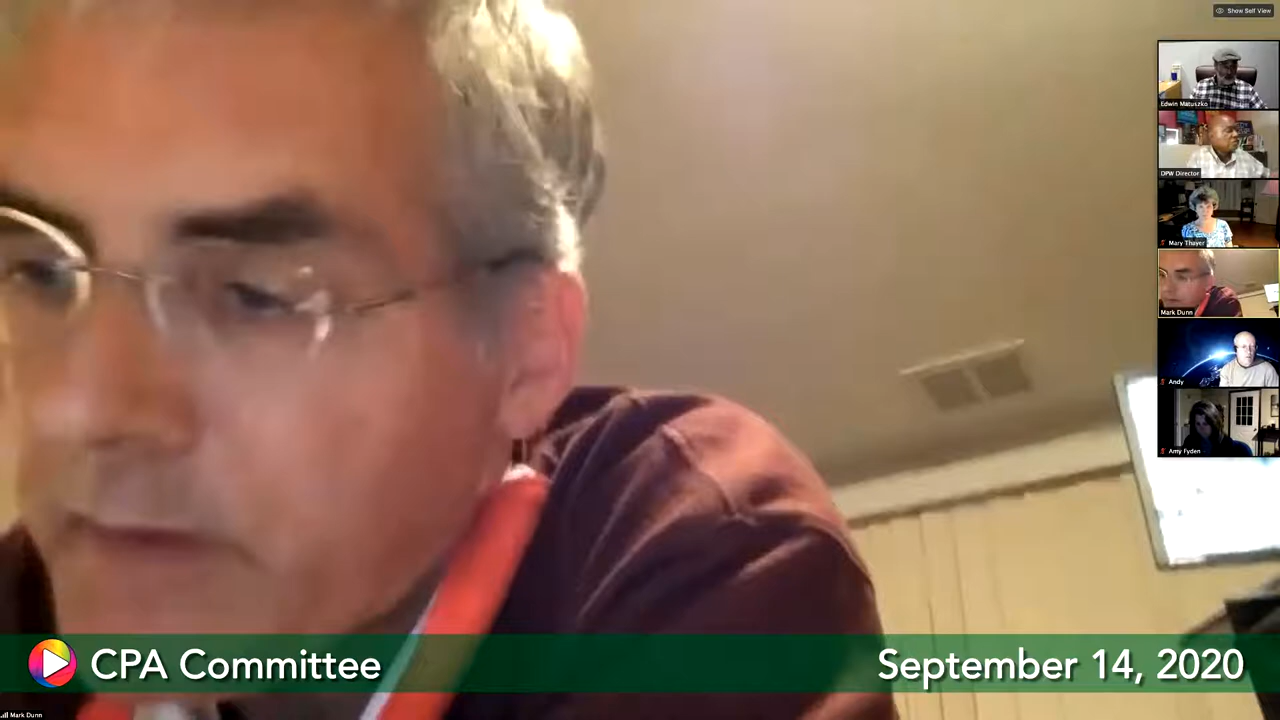 Show Self View
Edwin Matuszko
DPW Director
Mary Thayer
Mark Dunn
Andy
Amy Fyden
CPA Committee
September 14, 2020
Mark Dunn